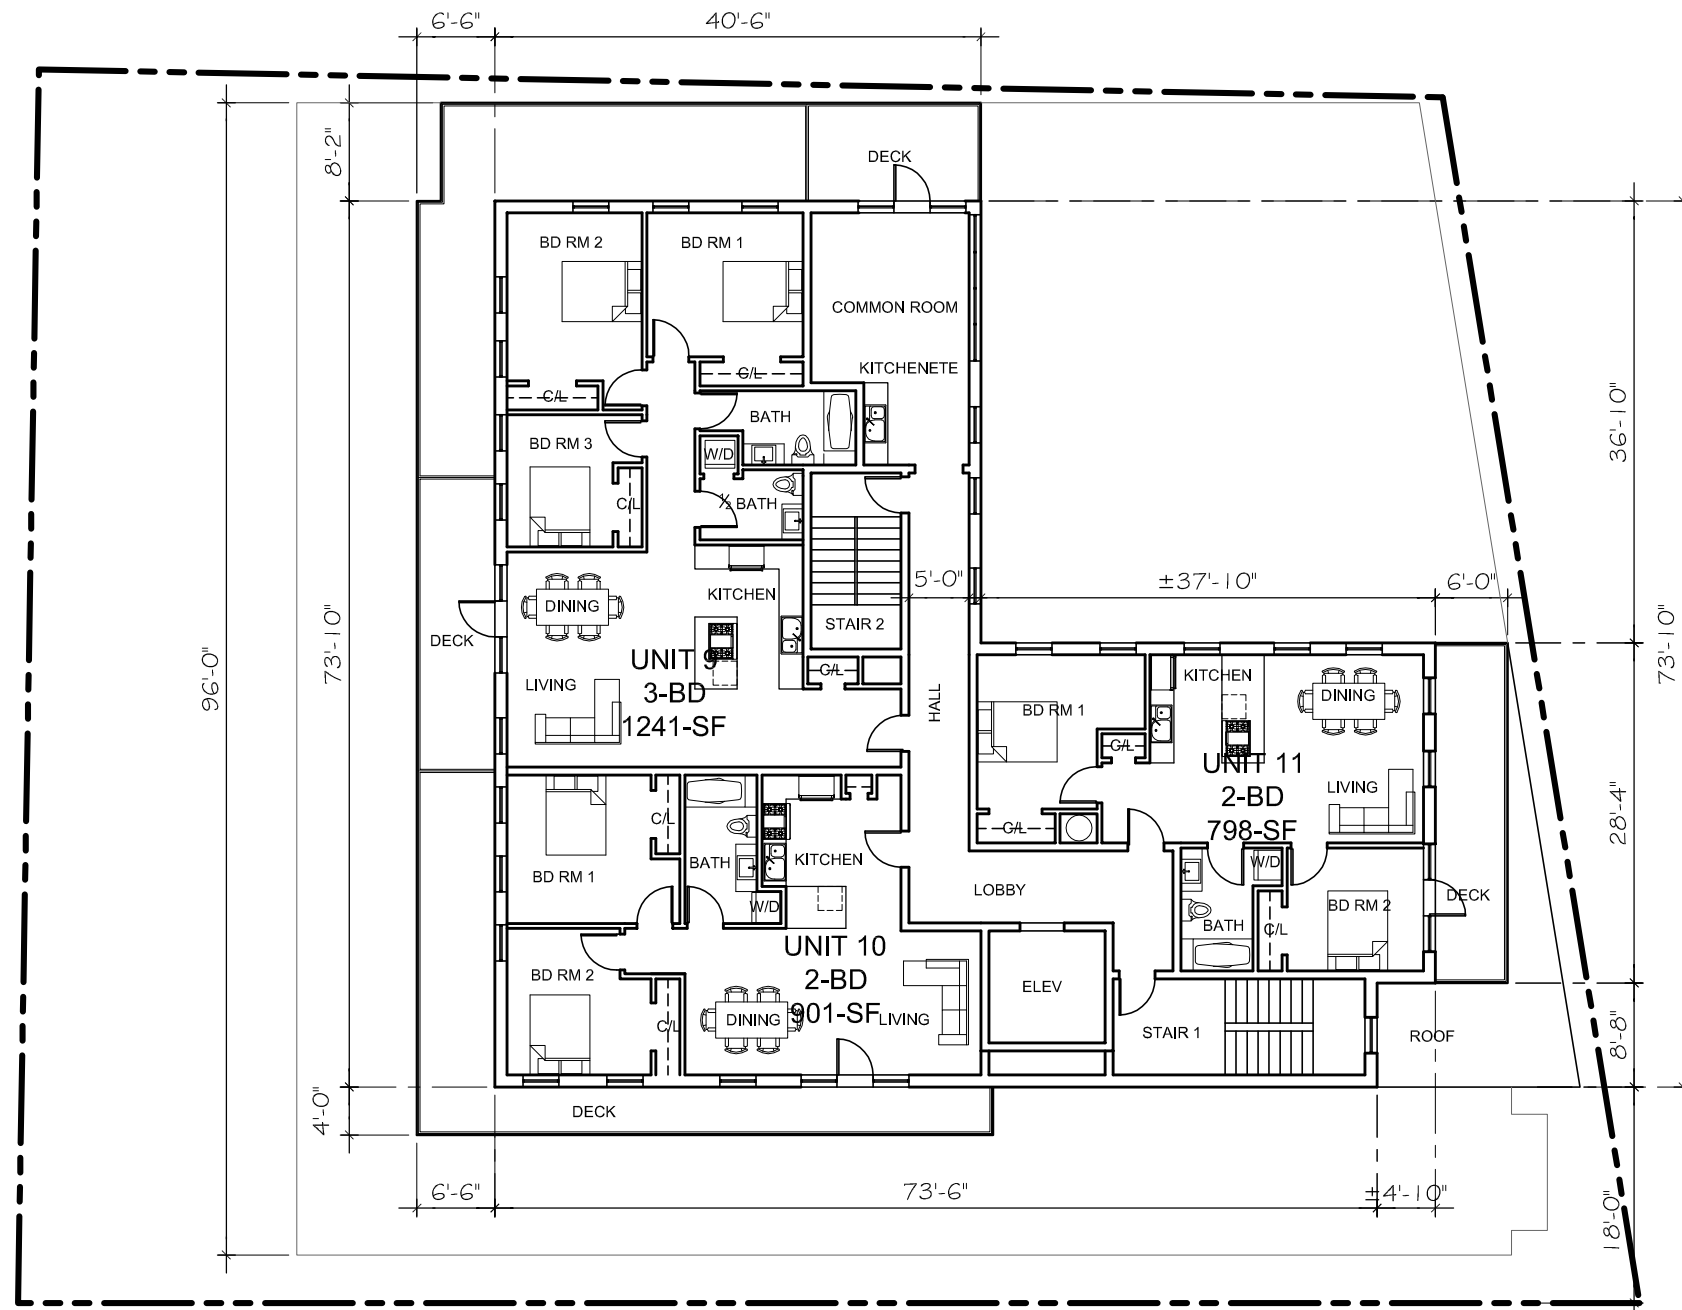 6'-6"
40'-6"
8'-2"
DECK
BD RM 2
BD RM 1
COMMON ROOM
KITCHENETE
C/L
C/L
BATH
BD RM 3
W/D
C/L
½ BATH
36'-10"
5'-0"
±37'-10"
6'-0"
KITCHEN
DINING
STAIR 2
DECK
96'-0"
73'-10"
73'-10"
UNIT 9
3-BD
1241-SF
C/L
LIVING
HALL
KITCHEN
DINING
BD RM 1
C/L
UNIT 11
2-BD
798-SF
LIVING
C/L
28'-4"
C/L
BATH
KITCHEN
BD RM 1
W/D
LOBBY
W/D
BD RM 2
DECK
BATH
C/L
UNIT 10
2-BD
901-SF
BD RM 2
ELEV
C/L
DINING
LIVING
STAIR 1
ROOF
8'-8"
4'-0"
DECK
6'-6"
73'-6"
±4'-10"
18'-0"